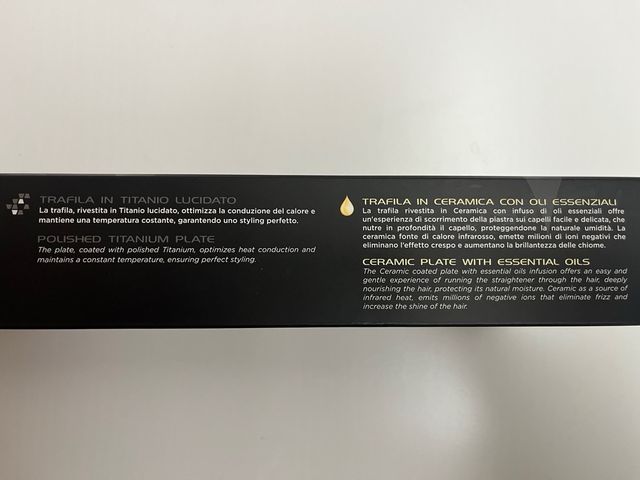 TRAFILA IN TITANIO LUCIDATO
La trafila, rivestita in Titanio lucidato, ottimizza la conduzione del calore e
mantiene una temperatura costante, garantendo uno styling perfetto.
POLISHED TITANIUM PLATE
The plate, coated with polished Titanium, optimizes heat conduction and
maintains a constant temperature, ensuring perfect styling.
TRAFILA IN CERAMICA CON OLI ESSENZIALI
La trafila rivestita in Ceramica con infuso di oli essenziali offre
un'esperienza di scorrimento della piastra sui capelli facile e delicata, che
nutre in profondità il capello, proteggendone la naturale umidità. La
ceramica fonte di calore infrarosso, emette milioni di ioni negativi che
eliminano l'effetto crespo e aumentano la brillantezza delle chiome.
CERAMIC PLATE WITH ESSENTIAL OILS
The Ceramic coated plate with essential oils infusion offers an easy and
gentle experience of running the straightener through the hair, deeply
nourishing the hair, protecting its natural moisture. Ceramic as a source of
infrared heat, emits millions of negative ions that eliminate frizz and
increase the shine of the hair.